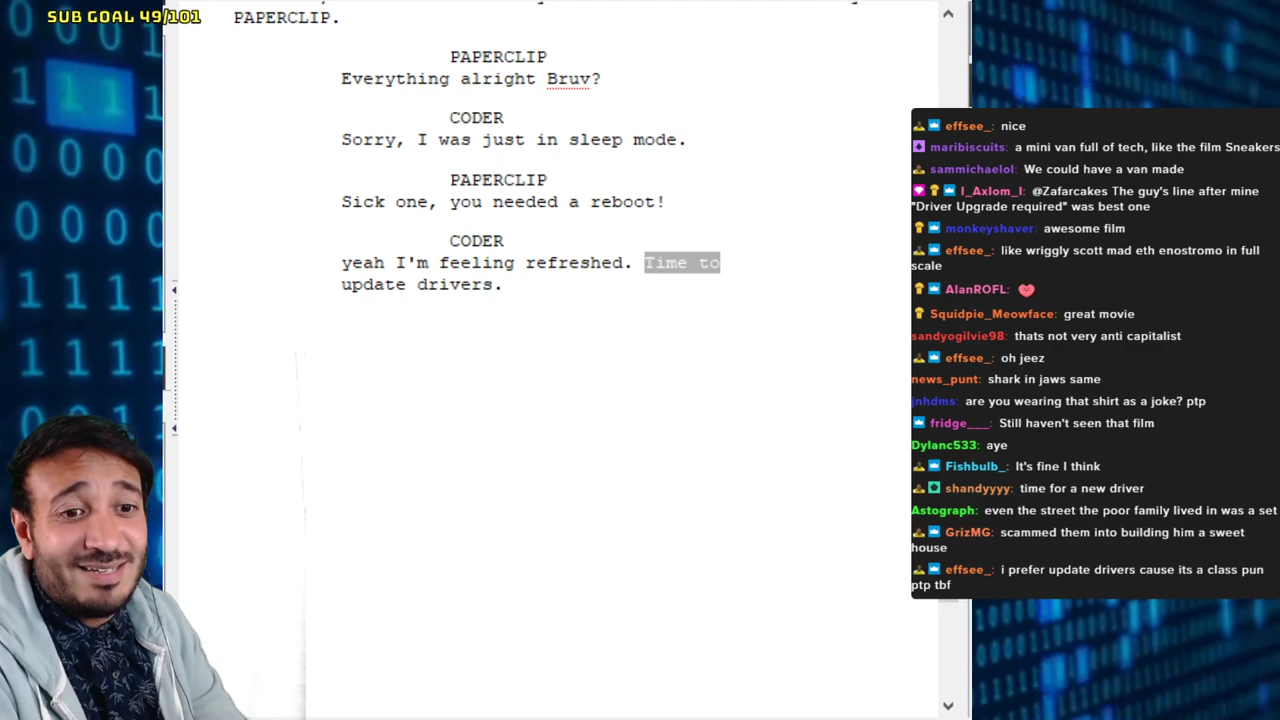 SUB GOAL 49/101
PAPERCLIP.
PAPERCLIP
Everything alright Bruv?
CODER
Sorry, I was just in sleep mode.
PAPERCLIP
Sick one, you needed a reboot!
CODER
yeah I'm feeling refreshed. Time to
update drivers.
effsee_: nice
maribiscuits: a mini van full of tech, like the film Sneakers
sammichaelol: We could have a van made
I_AxIom_I: @Zafarcakes The guy's line after mine
"Driver Upgrade required" was best one
monkeyshaver: awesome film
effsee_: like wriggly scott mad eth enostromo in full
scale
AlanROFL:
Squidpie_Meowface: great movie
sandyogilvie98: thats not very anti capitalist
effsee_: oh jeez
news_punt: shark in jaws same
jnhdms: are you wearing that shirt as a joke? ptp
fridge___: Still haven't seen that film
Dylanc533: aye
Fishbulb_: It's fine I think
shandyyyy: time for a new driver
Astograph: even the street the poor family lived in was a set
GrizMG: scammed them into building him a sweet
house
effsee_: i prefer update drivers cause its a class pun
ptp tbf